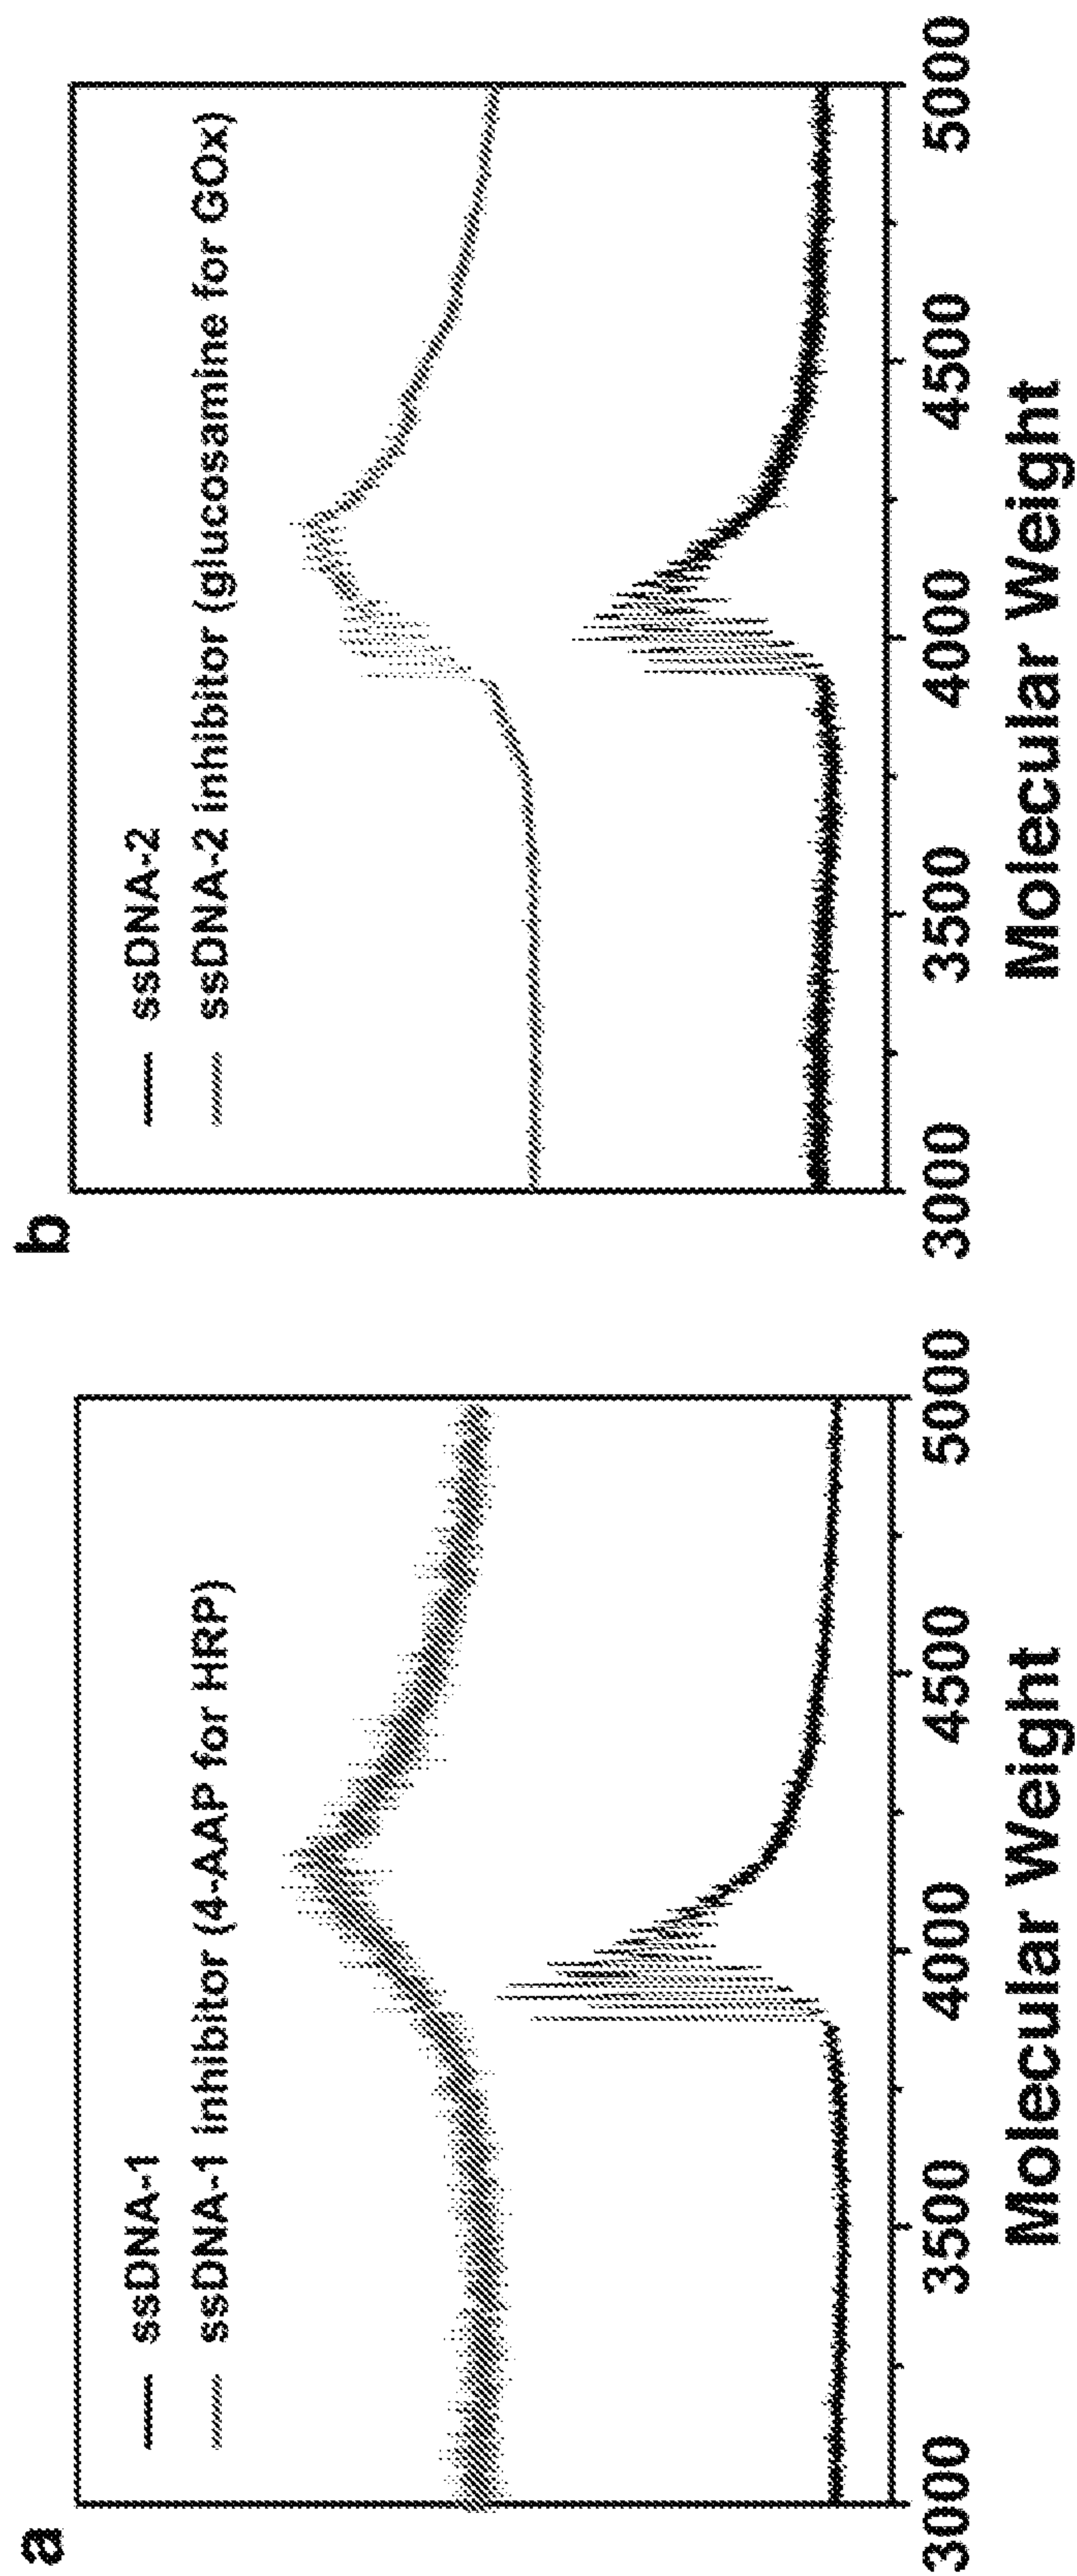 a
ssDNA-1
ssDNA-1 inhibitor (4-AAP for HRP)
3000 3500 4000 4500 5000
Molecular Weight
b
ssDNA-2
ssDNA-2 inhibitor (glucosamine for GOx)
3000 3500 4000 4500 5000
Molecular Weight